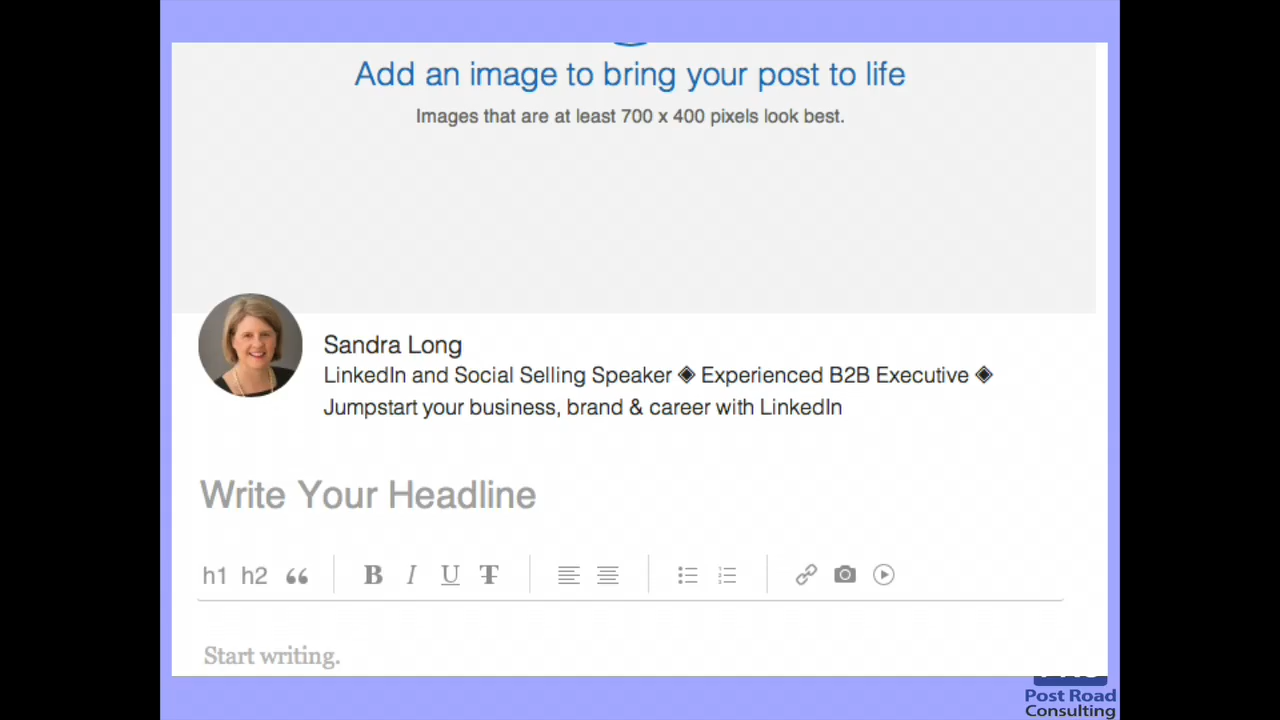 Add an image to bring your post to life
Images that are at least 700 x 400 pixels look best.
Sandra Long
LinkedIn and Social Selling Speaker ◈ Experienced B2B Executive ◈
Jumpstart your business, brand & career with LinkedIn
Write Your Headline
h1 h2 “ B I U T
Start writing.
Post Road
Consulting